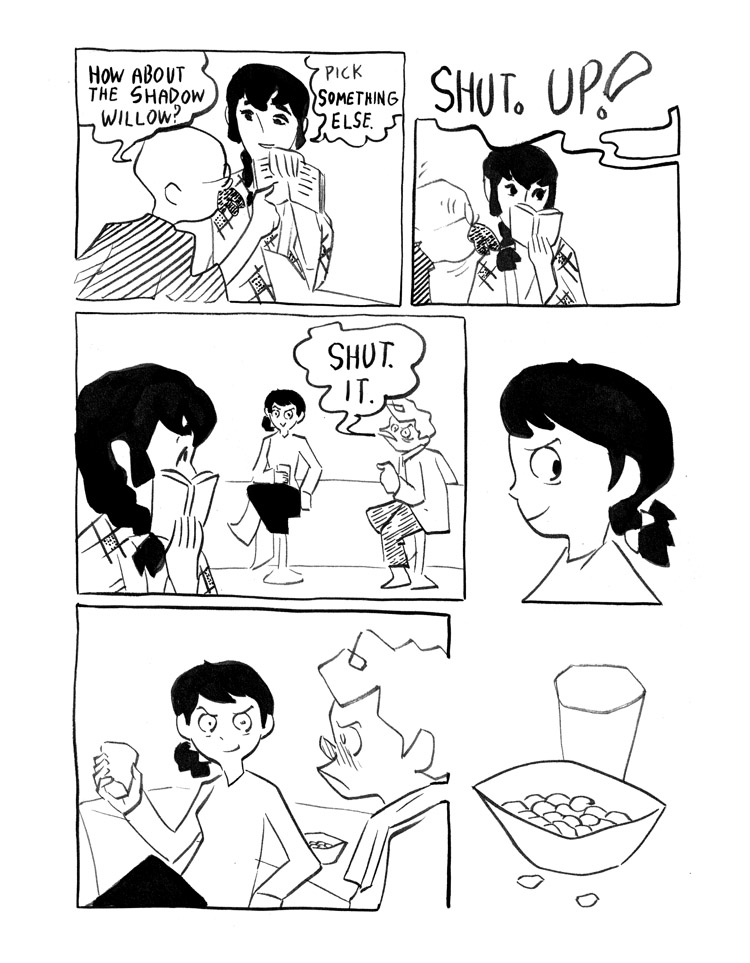 HOW ABOUT
THE SHADOW
WILLOW?
PICK
SOMETHING
ELSE.
SHUT. UP!
SHUT.
IT.